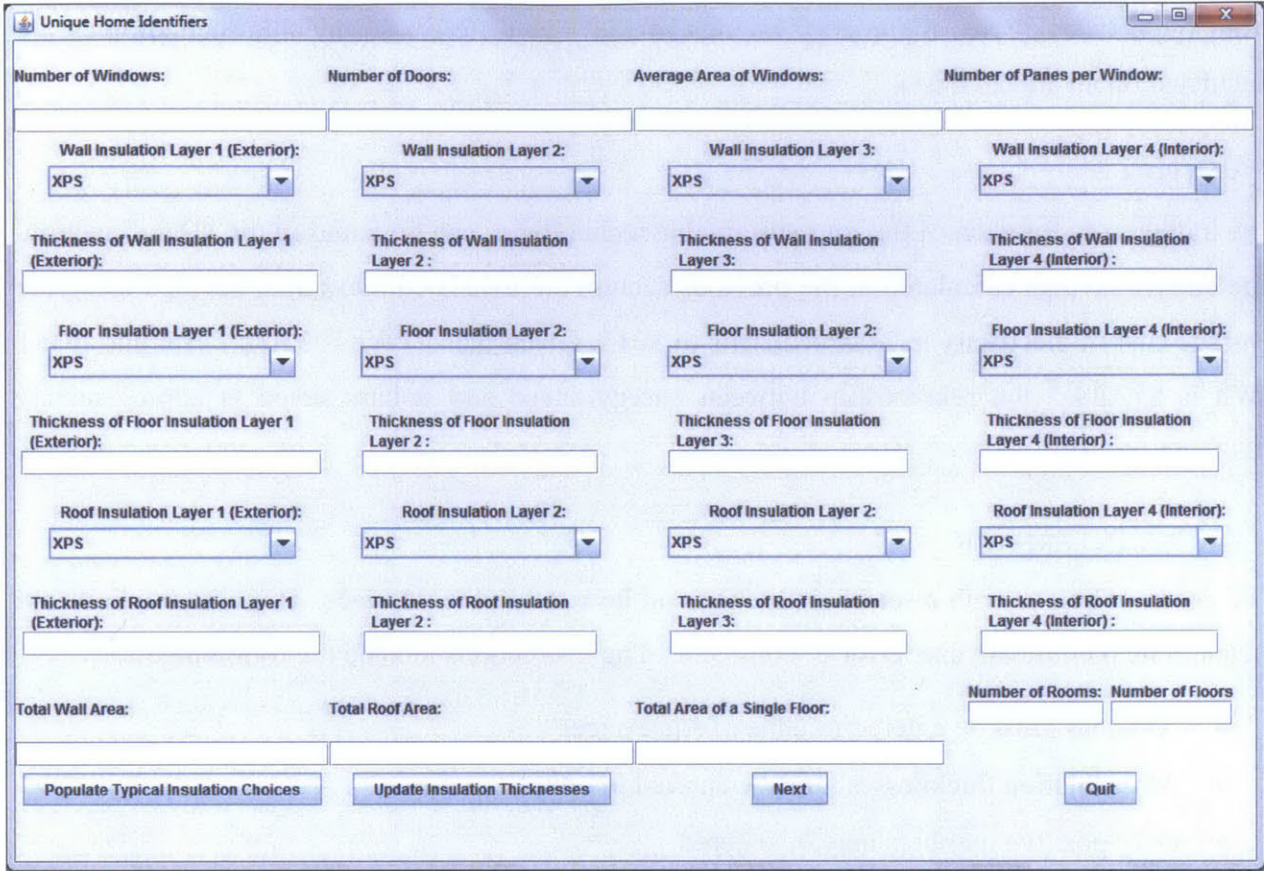 Unique Home Identifiers
Number of Windows: Number of Doors: Average Area of Windows: Number of Panes per Window:
Wall Insulation Layer 1 (Exterior): Wall Insulation Layer 2: Wall Insulation Layer 3: Wall Insulation Layer 4 (Interior):
XPS XPS XPS XPS
Thickness of Wall Insulation Layer 1 Thickness of Wall Insulation Thickness of Wall Insulation Thickness of Wall Insulation
(Exterior): Layer 2 : Layer 3: Layer 4 (Interior) :
Floor Insulation Layer 1 (Exterior): Floor Insulation Layer 2: Floor Insulation Layer 2: Floor Insulation Layer 4 (Interior):
XPS XPS XPS XPS
Thickness of Floor Insulation Layer 1 Thickness of Floor Insulation Thickness of Floor Insulation Thickness of Floor Insulation
(Exterior): Layer 2 : Layer 3: Layer 4 (Interior) :
Roof Insulation Layer 1 (Exterior): Roof Insulation Layer 2: Roof Insulation Layer 2: Roof Insulation Layer 4 (Interior):
XPS XPS XPS XPS
Thickness of Roof Insulation Layer 1 Thickness of Roof Insulation Thickness of Roof Insulation Thickness of Roof Insulation
(Exterior): Layer 2 : Layer 3: Layer 4 (Interior) :
Number of Rooms: Number of Floors
Total Wall Area: Total Roof Area: Total Area of a Single Floor:
Populate Typical Insulation Choices Update Insulation Thicknesses Next Quit